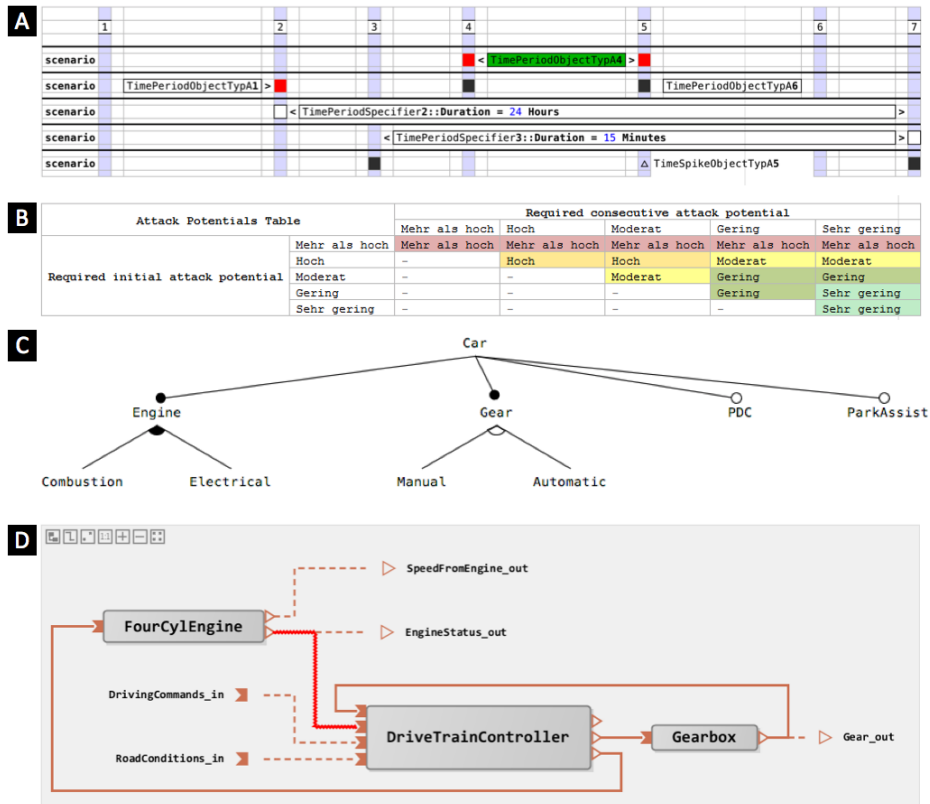 A
1 2 3 4 5 6 7
scenario < TimePeriodObjectTypA4 >
scenario TimePeriodObjectTypA1 > TimePeriodObjectTypA6
scenario < TimePeriodSpecifier2::Duration = 24 Hours >
scenario < TimePeriodSpecifier3::Duration = 15 Minutes >
scenario TimeSpikeObjectTypA5
B
Attack Potentials Table Required consecutive attack potential
Mehr als hoch Hoch Moderat Gering Sehr gering
Required initial attack potential
Mehr als hoch Mehr als hoch Mehr als hoch Mehr als hoch Mehr als hoch Mehr als hoch
Hoch – Hoch Hoch Moderat Moderat
Moderat – – Moderat Gering Gering
Gering – – – Gering Sehr gering
Sehr gering – – – – Sehr gering
C
Car
Engine Gear PDC ParkAssist
Combustion Electrical Manual Automatic
D
1:1
SpeedFromEngine_out
FourCylEngine
EngineStatus_out
DrivingCommands_in
DriveTrainController
Gearbox
Gear_out
RoadConditions_in